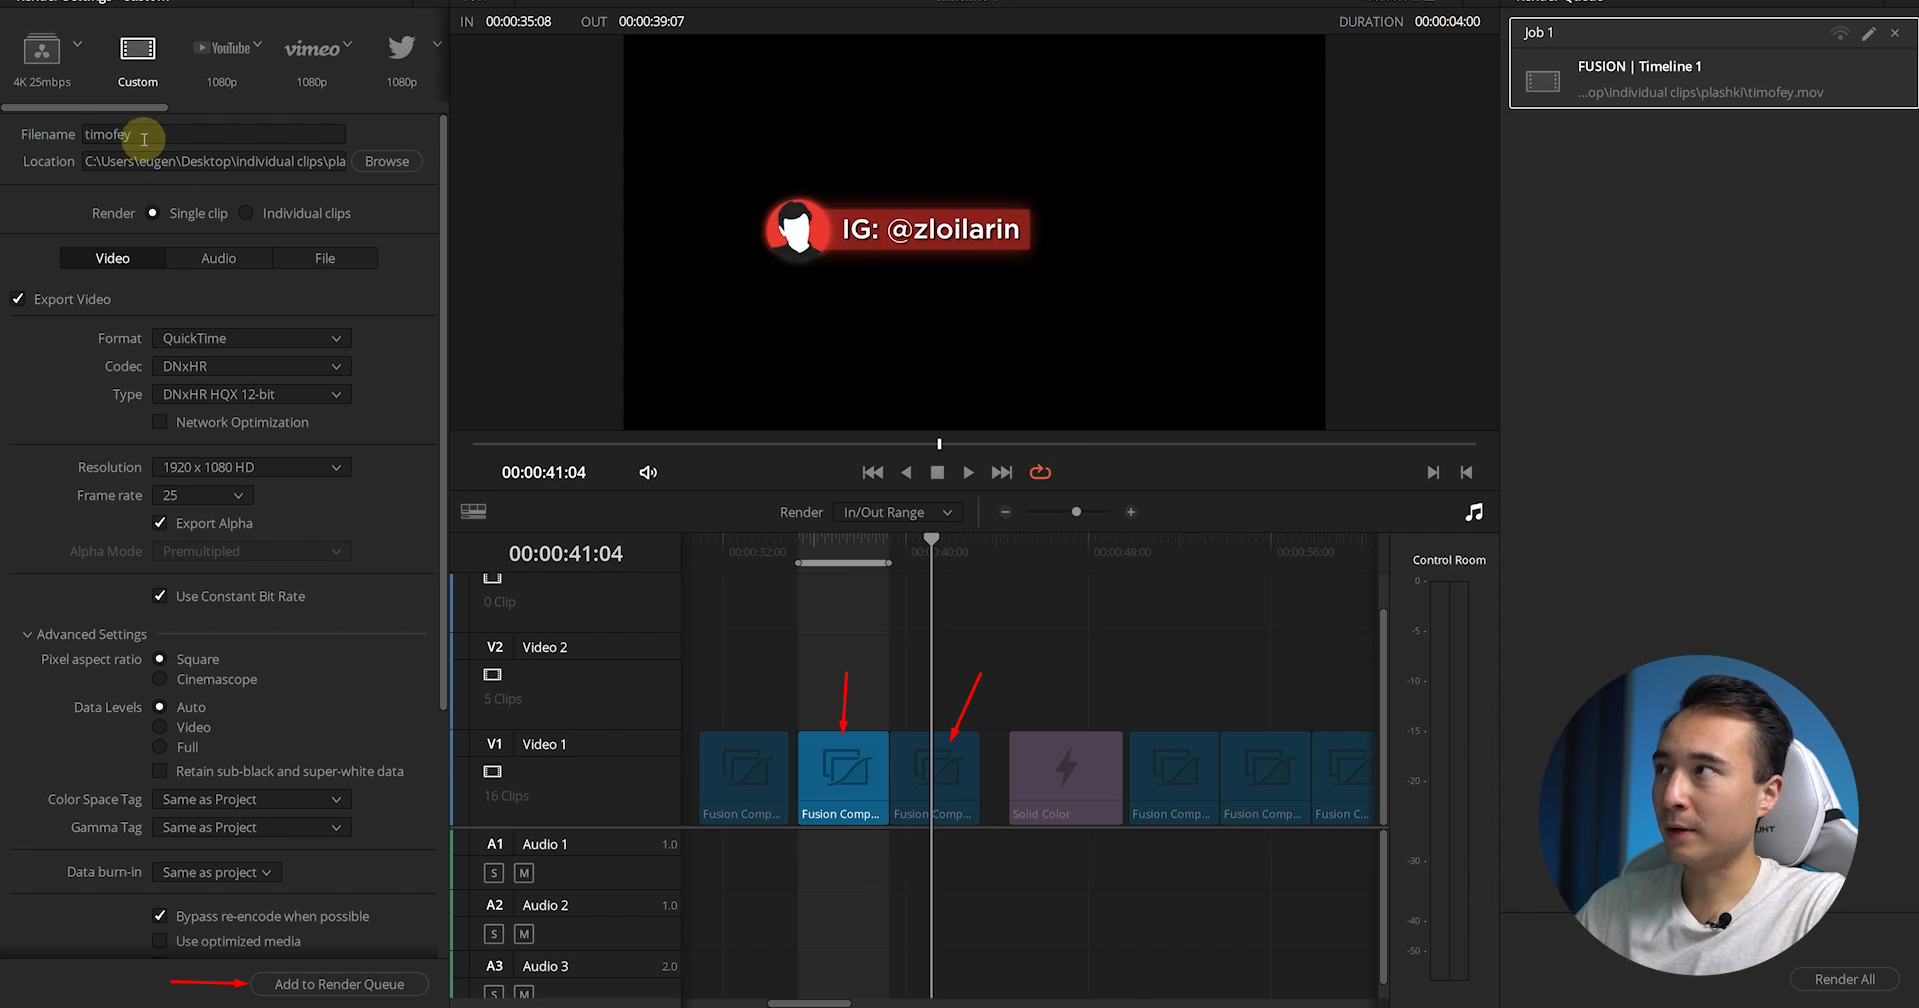 IN 00:00:35:08 OUT 00:00:39:07
DURATION 00:00:04:00
4K 25mbps
Custom
YouTube
1080p
vimeo
1080p
1080p
Filename timofey
Location C:\Users\eugen\Desktop\individual clips\pla Browse
Render Single clip Individual clips
Video Audio File
Export Video
Format QuickTime
Codec DNxHR
Type DNxHR HQX 12-bit
Network Optimization
Resolution 1920 x 1080 HD
Frame rate 25
Export Alpha
Alpha Mode Premultipled
Use Constant Bit Rate
Advanced Settings
Pixel aspect ratio Square
Cinemascope
Data Levels Auto
Video
Full
Retain sub-black and super-white data
Color Space Tag Same as Project
Gamma Tag Same as Project
Data burn-in Same as project
Bypass re-encode when possible
Use optimized media
Add to Render Queue
IG: @zloilarin
00:00:41:04
Render In/Out Range
00:00:41:04
00:00:32:00 00:00:40:00 00:00:48:00 00:00:56:00
0 Clip
V2 Video 2
5 Clips
V1 Video 1
16 Clips
Fusion Comp... Fusion Comp... Fusion Comp... Solid Color Fusion Comp... Fusion Comp... Fusion C...
A1 Audio 1 1.0
S M
A2 Audio 2 1.0
S M
A3 Audio 3 2.0
S M
Control Room
0
-5
-10
-15
-20
-30
-40
-50
Job 1
FUSION | Timeline 1
...op\individual clips\plashki\timofey.mov
Render All